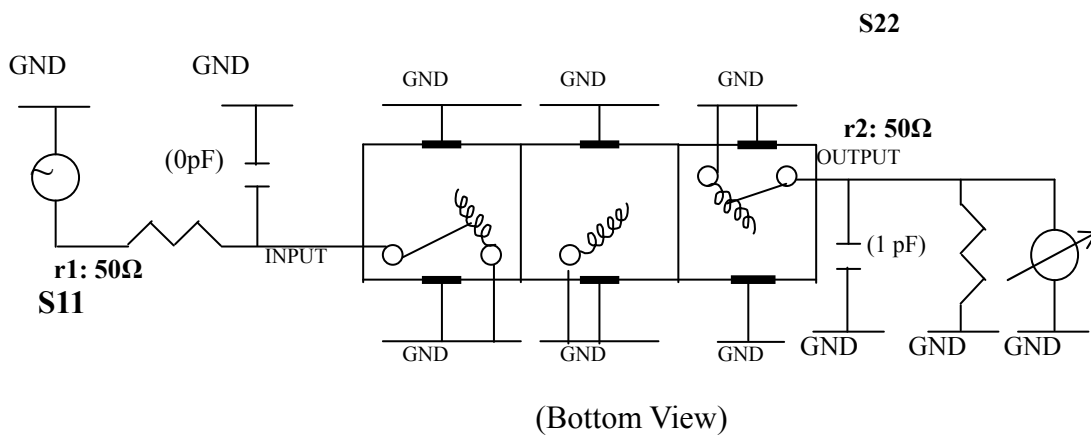 S22
GND
GND
GND
GND
GND
r2: 50Ω
OUTPUT
(0pF)
(1 pF)
INPUT
r1: 50Ω
S11
GND
GND
GND
GND
GND
GND
(Bottom View)